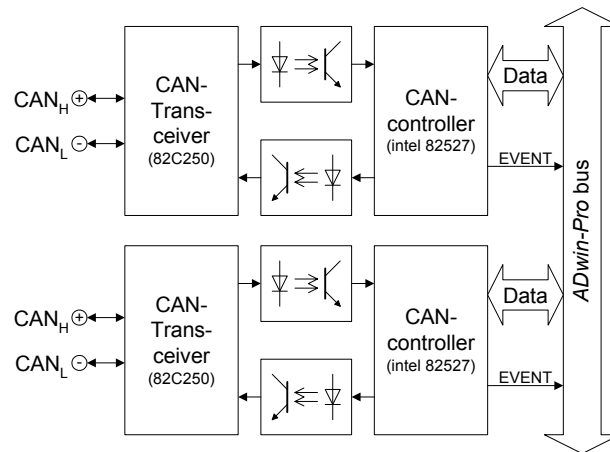 CAN-
Trans-
ceiver
(82C250)
CAN-
controller
(intel 82527)
CANH +
CANL -
Data
EVENT
ADwin-Pro bus
CAN-
Trans-
ceiver
(82C250)
CAN-
controller
(intel 82527)
CANH +
CANL -
Data
EVENT